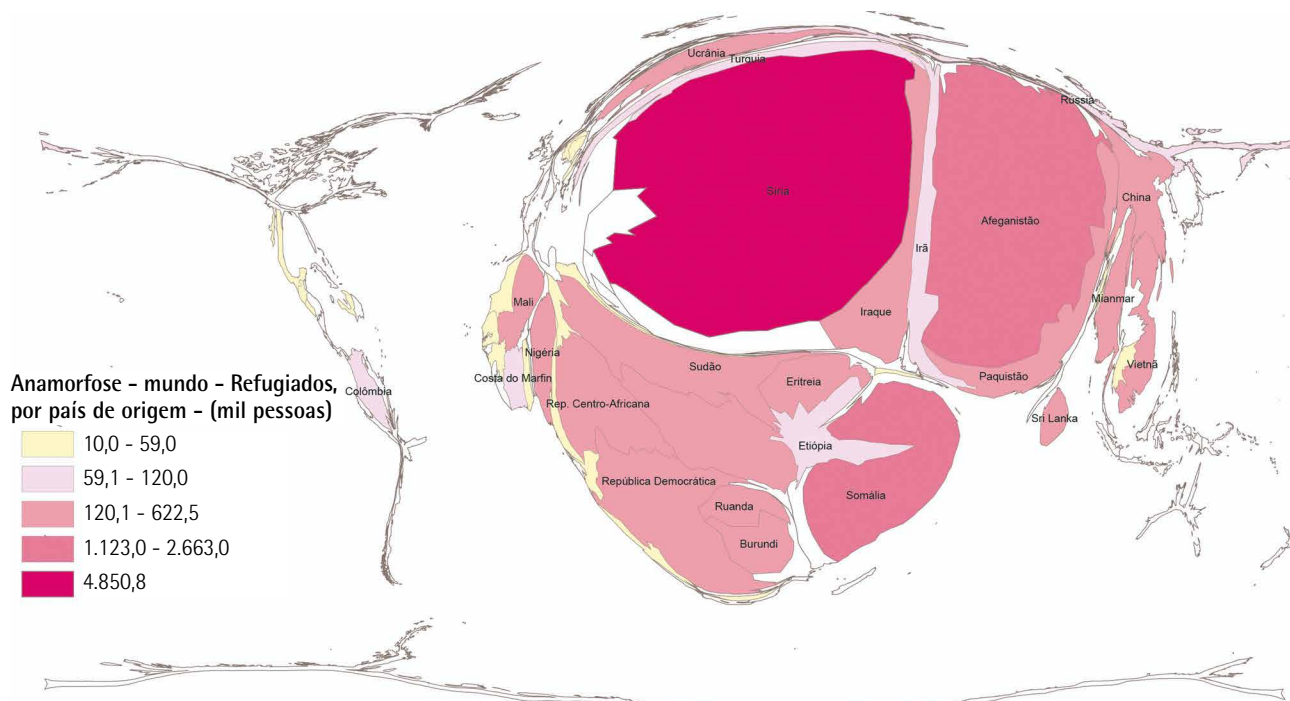 Ucrânia
Turquia
Rússia
Síria
China
Afeganistão
Irã
Mianmar
Mali
Iraque
Nigéria
Sudão
Vietnã
Costa do Marfin
Eritreia
Paquistão
Colômbia
Rep. Centro-Africana
Sri Lanka
Etiópia
República Democrática
Somália
Ruanda
Burundi
Anamorfose - mundo - Refugiados,
por país de origem - (mil pessoas)
10,0 - 59,0
59,1 - 120,0
120,1 - 622,5
1.123,0 - 2.663,0
4.850,8